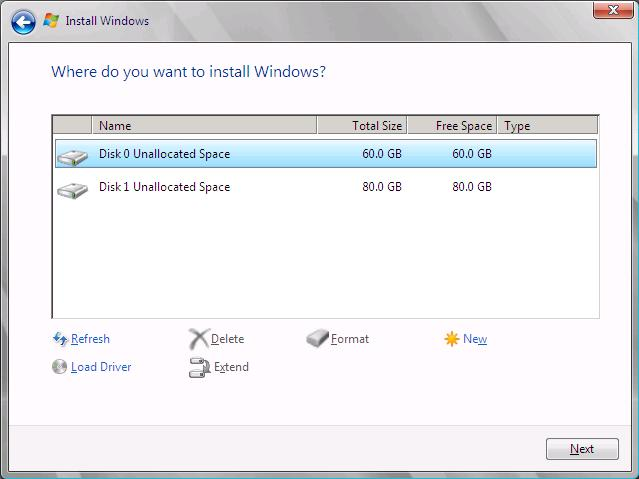 Install Windows
Where do you want to install Windows?
Name Total Size Free Space Type
Disk 0 Unallocated Space 60.0 GB 60.0 GB
Disk 1 Unallocated Space 80.0 GB 80.0 GB
Refresh Delete Format New
Load Driver Extend
Next